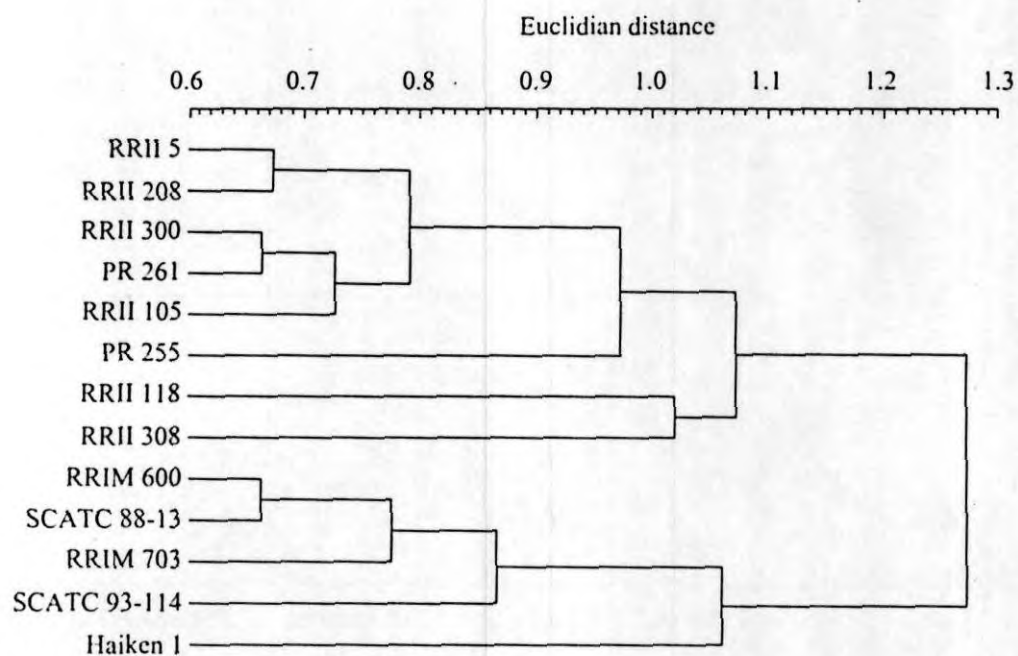 Euclidian distance
0.6 0.7 0.8 0.9 1.0 1.1 1.2 1.3
RRII 5
RRII 208
RRII 300
PR 261
RRII 105
PR 255
RRII 118
RRII 308
RRIM 600
SCATC 88-13
RRIM 703
SCATC 93-114
Haiken 1